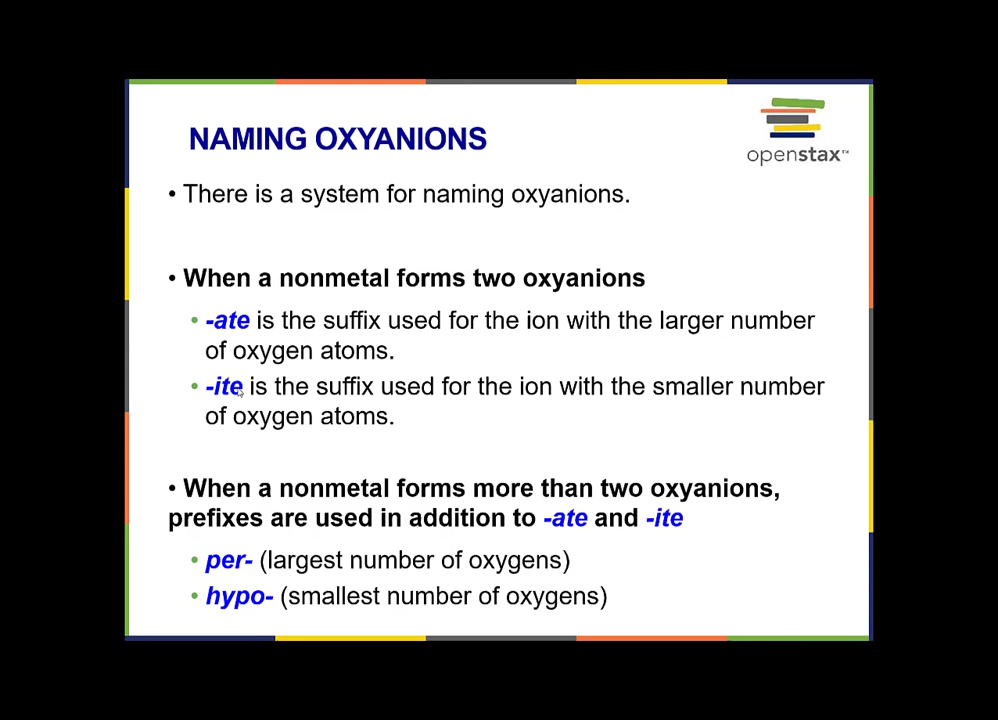 NAMING OXYANIONS
openstax™
• There is a system for naming oxyanions.
• When a nonmetal forms two oxyanions
• -ate is the suffix used for the ion with the larger number
of oxygen atoms.
• -ite is the suffix used for the ion with the smaller number
of oxygen atoms.
• When a nonmetal forms more than two oxyanions,
prefixes are used in addition to -ate and -ite
• per- (largest number of oxygens)
• hypo- (smallest number of oxygens)